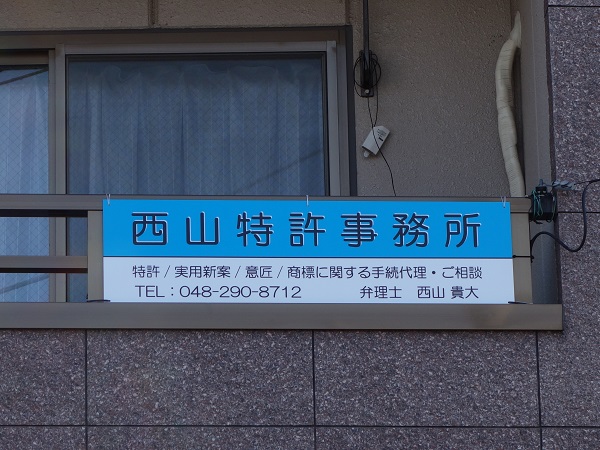 西山特許事務所
特許/実用新案/意匠/商標に関する手続代理・ご相談
TEL：048-290-8712 弁理士 西山 貴大